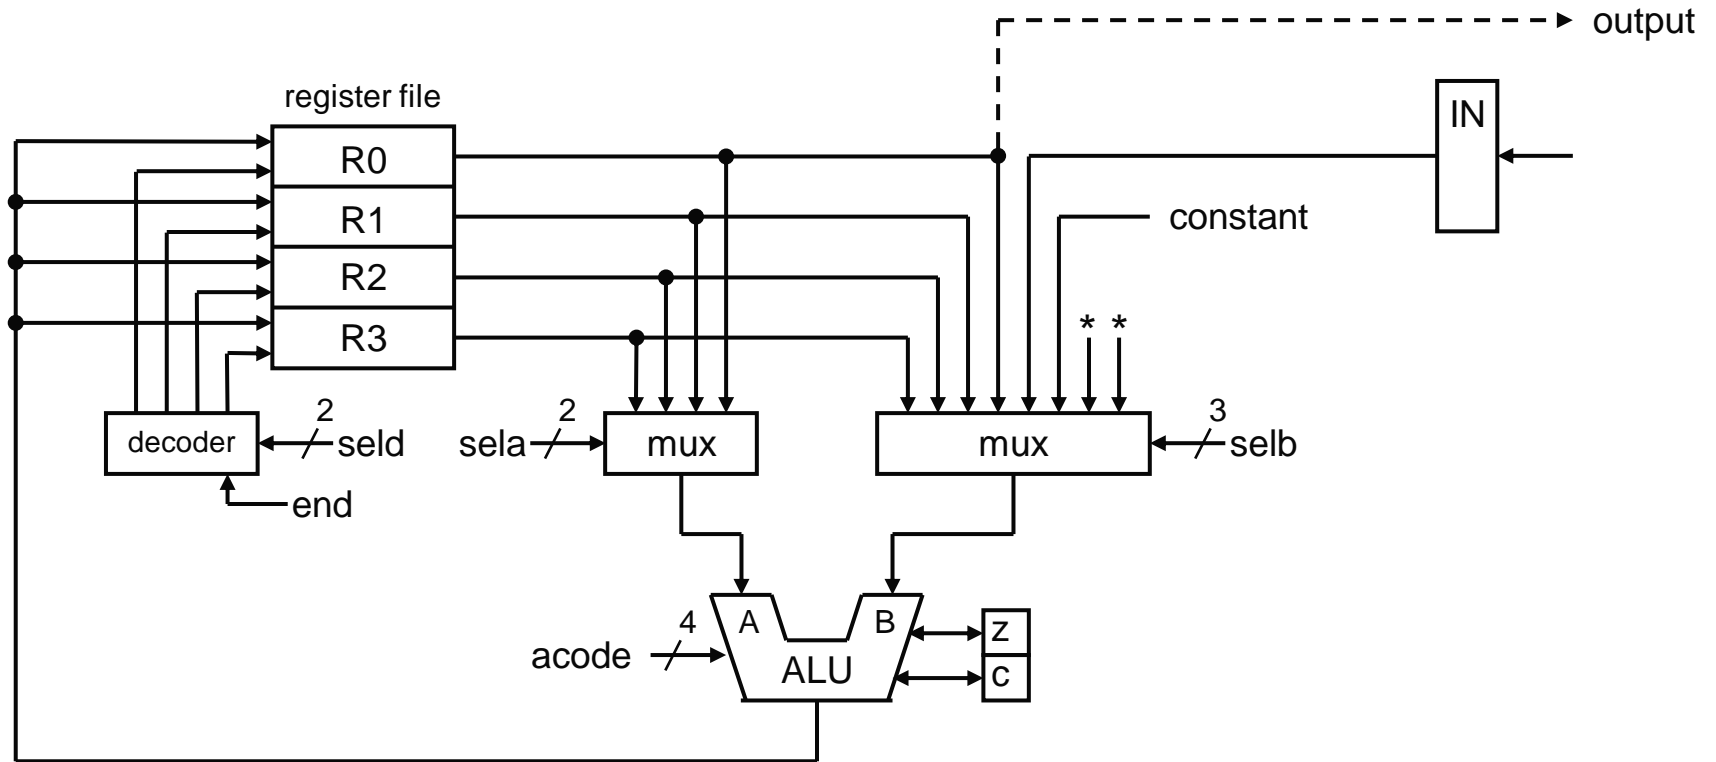 output
register file
IN
R0
R1
constant
R2
* *
R3
2
2
3
decoder
seld
sela
mux
mux
selb
end
A
B
4
z
acode
ALU
c